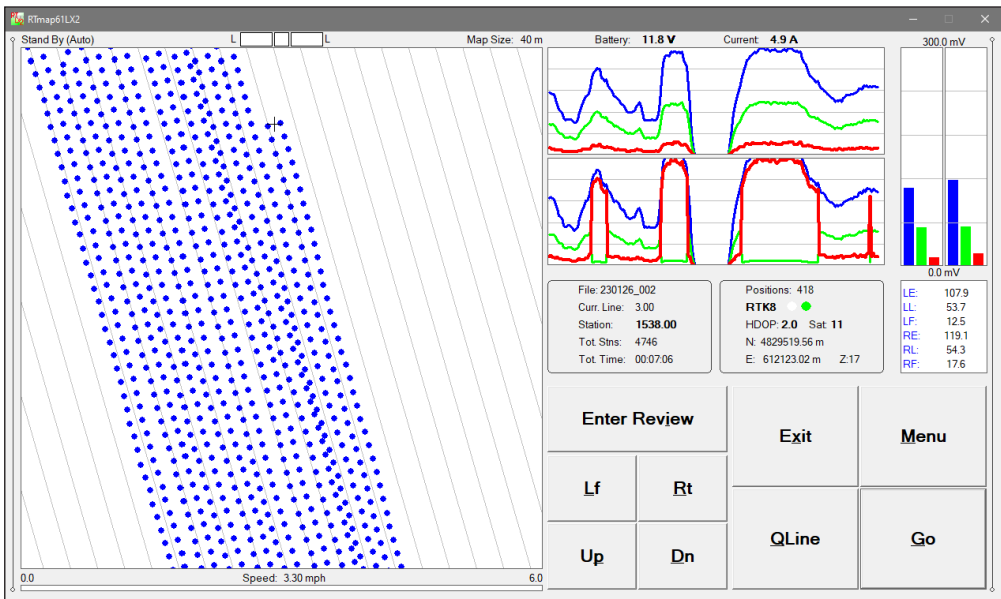 RTmap61LX2
Stand By (Auto)
L L
Map Size: 40 m
Battery: 11.8 V
Current: 4.9 A
300.0 mV
0.0 mV
File: 230126_002
Curr. Line: 3.00
Station: 1538.00
Tot. Stns: 4746
Tot. Time: 00:07:06
Positions: 418
RTK8
HDOP: 2.0 Sat: 11
N: 4829519.56 m
E: 612123.02 m Z:17
LE: 107.9
LL: 53.7
LF: 12.5
RE: 119.1
RL: 54.3
RF: 17.6
Enter Review
Exit
Menu
Lf
Rt
Up
Dn
QLine
Go
0.0
Speed: 3.30 mph
6.0